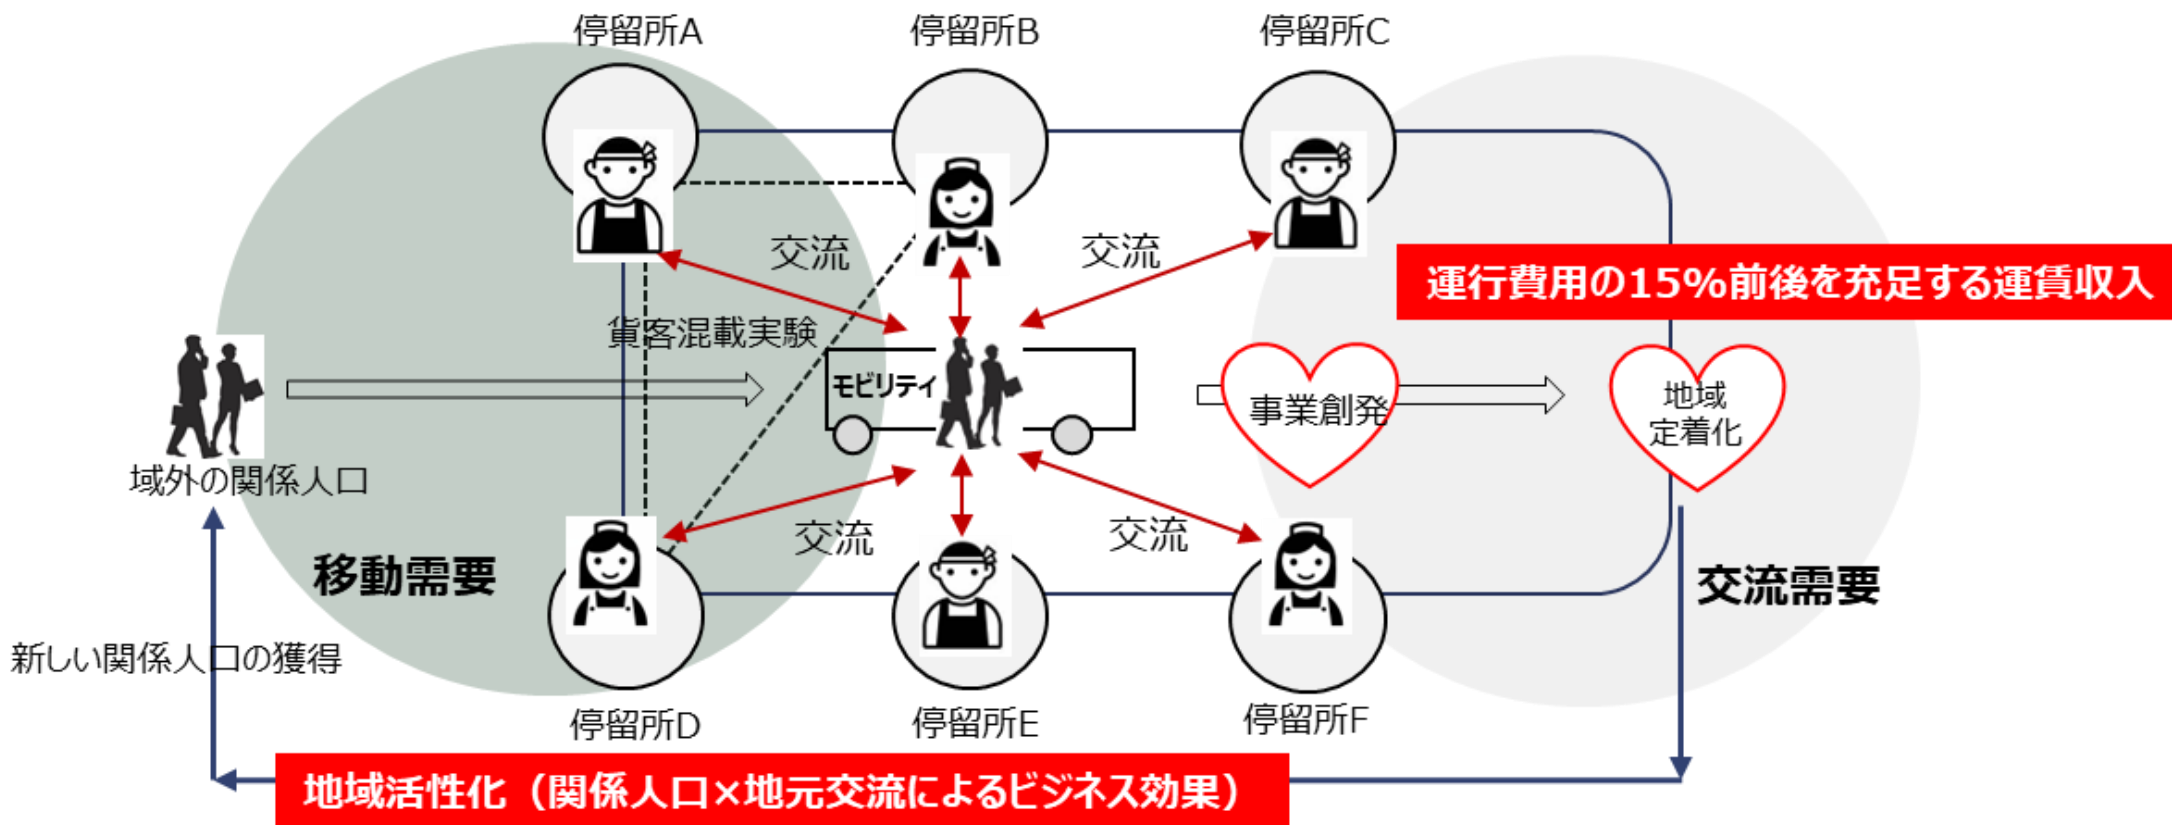 停留所A
停留所B
停留所C
交流
交流
運行費用の15%前後を充足する運賃収入
貨客混載実験
モビリティ
事業創発
地域
定着化
域外の関係人口
交流
交流
移動需要
交流需要
新しい関係人口の獲得
停留所D
停留所E
停留所F
地域活性化（関係人口×地元交流によるビジネス効果）